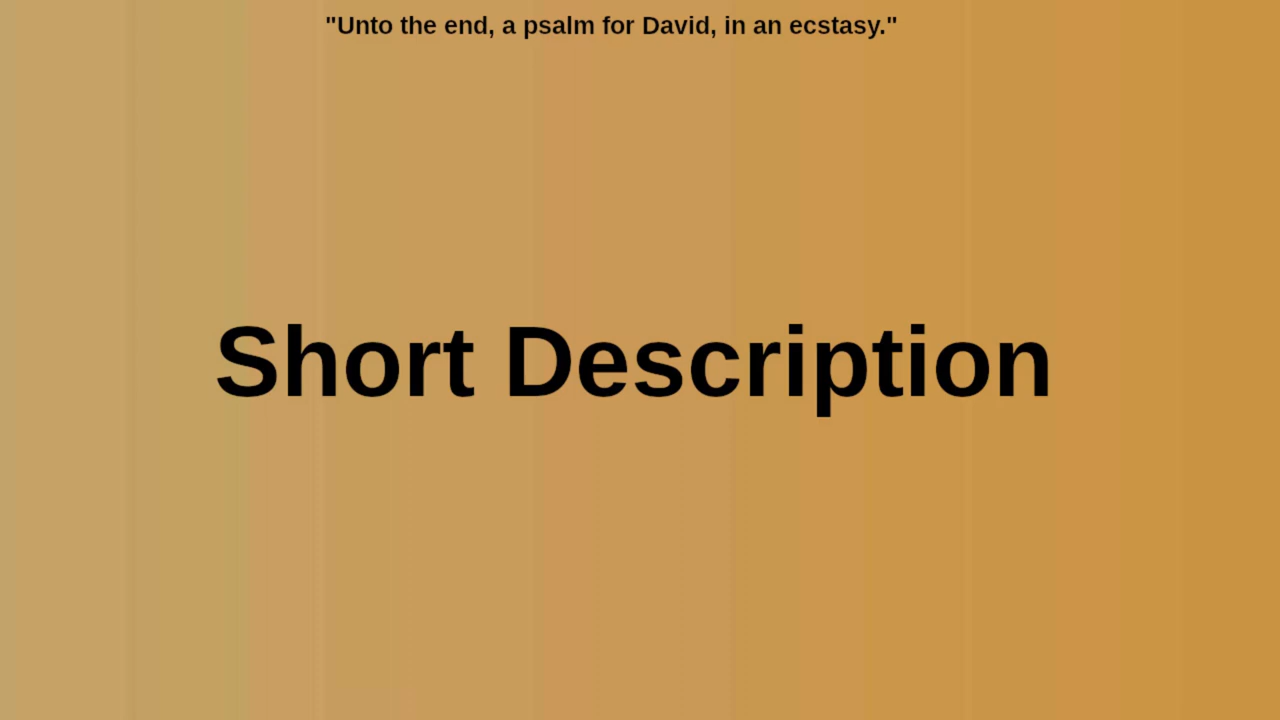 "Unto the end, a psalm for David, in an ecstasy."
Short Description